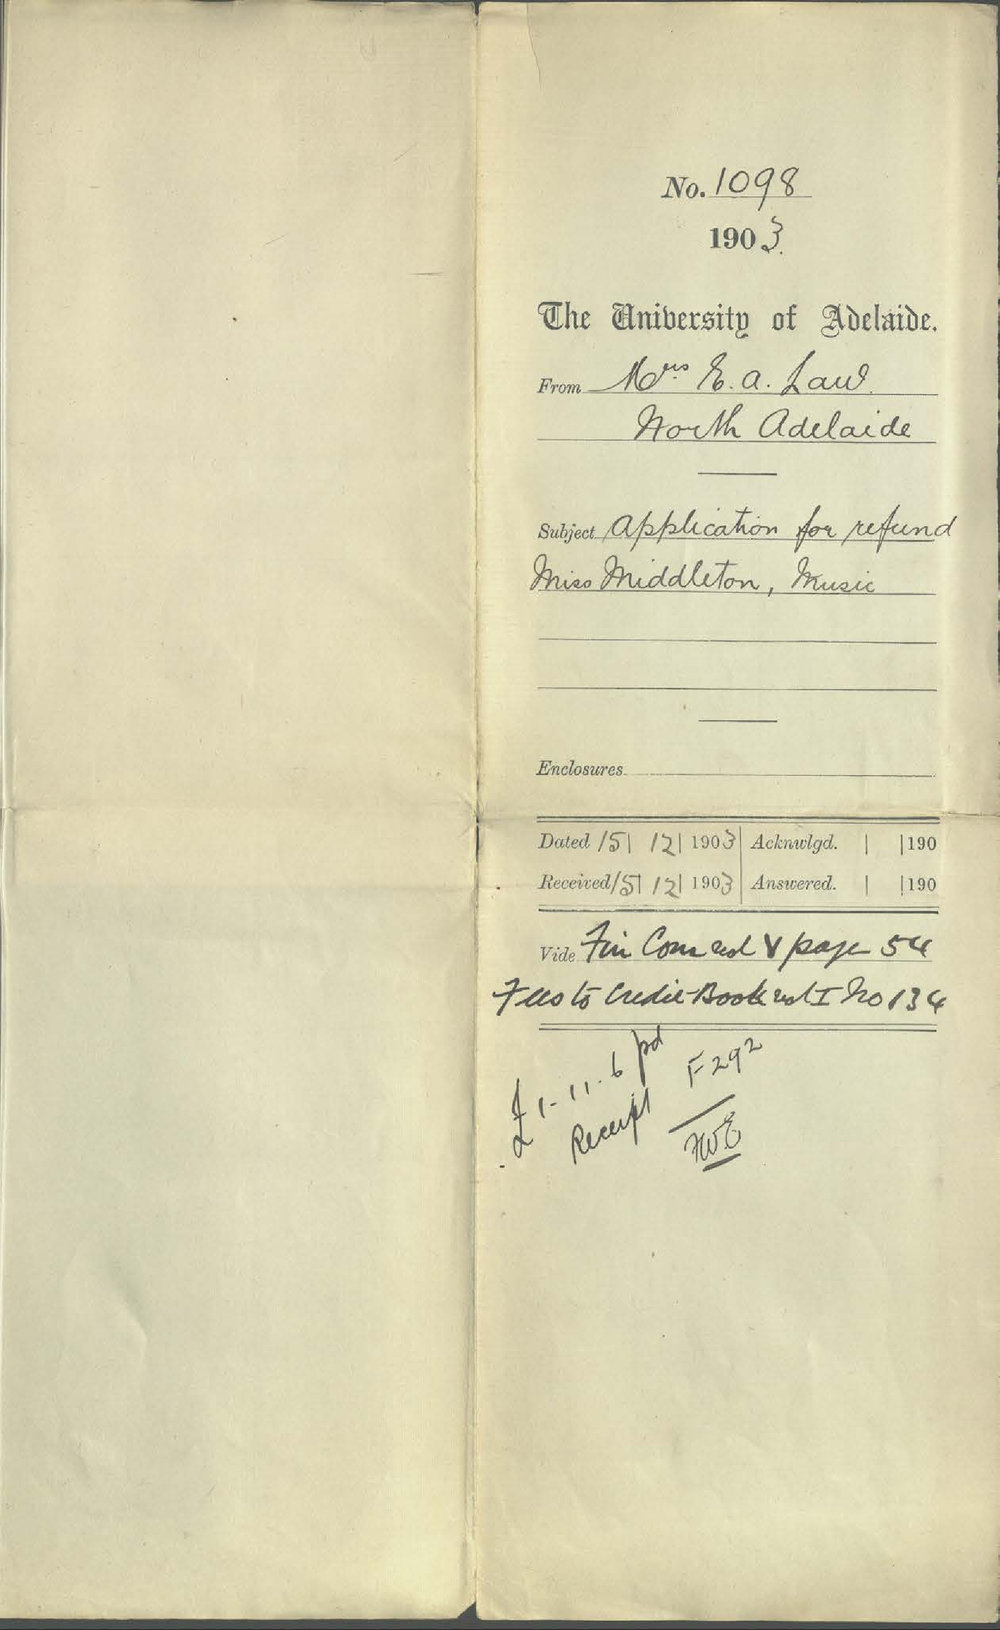 No. 1098
1903
The University of Adelaide.
From Mrs E. A. Law
North Adelaide
Subject Application for refund
Miss Middleton, Music
Enclosures
Dated 15| 12| 1903 | Acknwlgd. | |190
Received 15| 12| 1903 | Answered. | |190
Vide Fin Com vol V page 54
Fees to Credit Book vol I No 134
£1-11.6 pd
Receipt F292